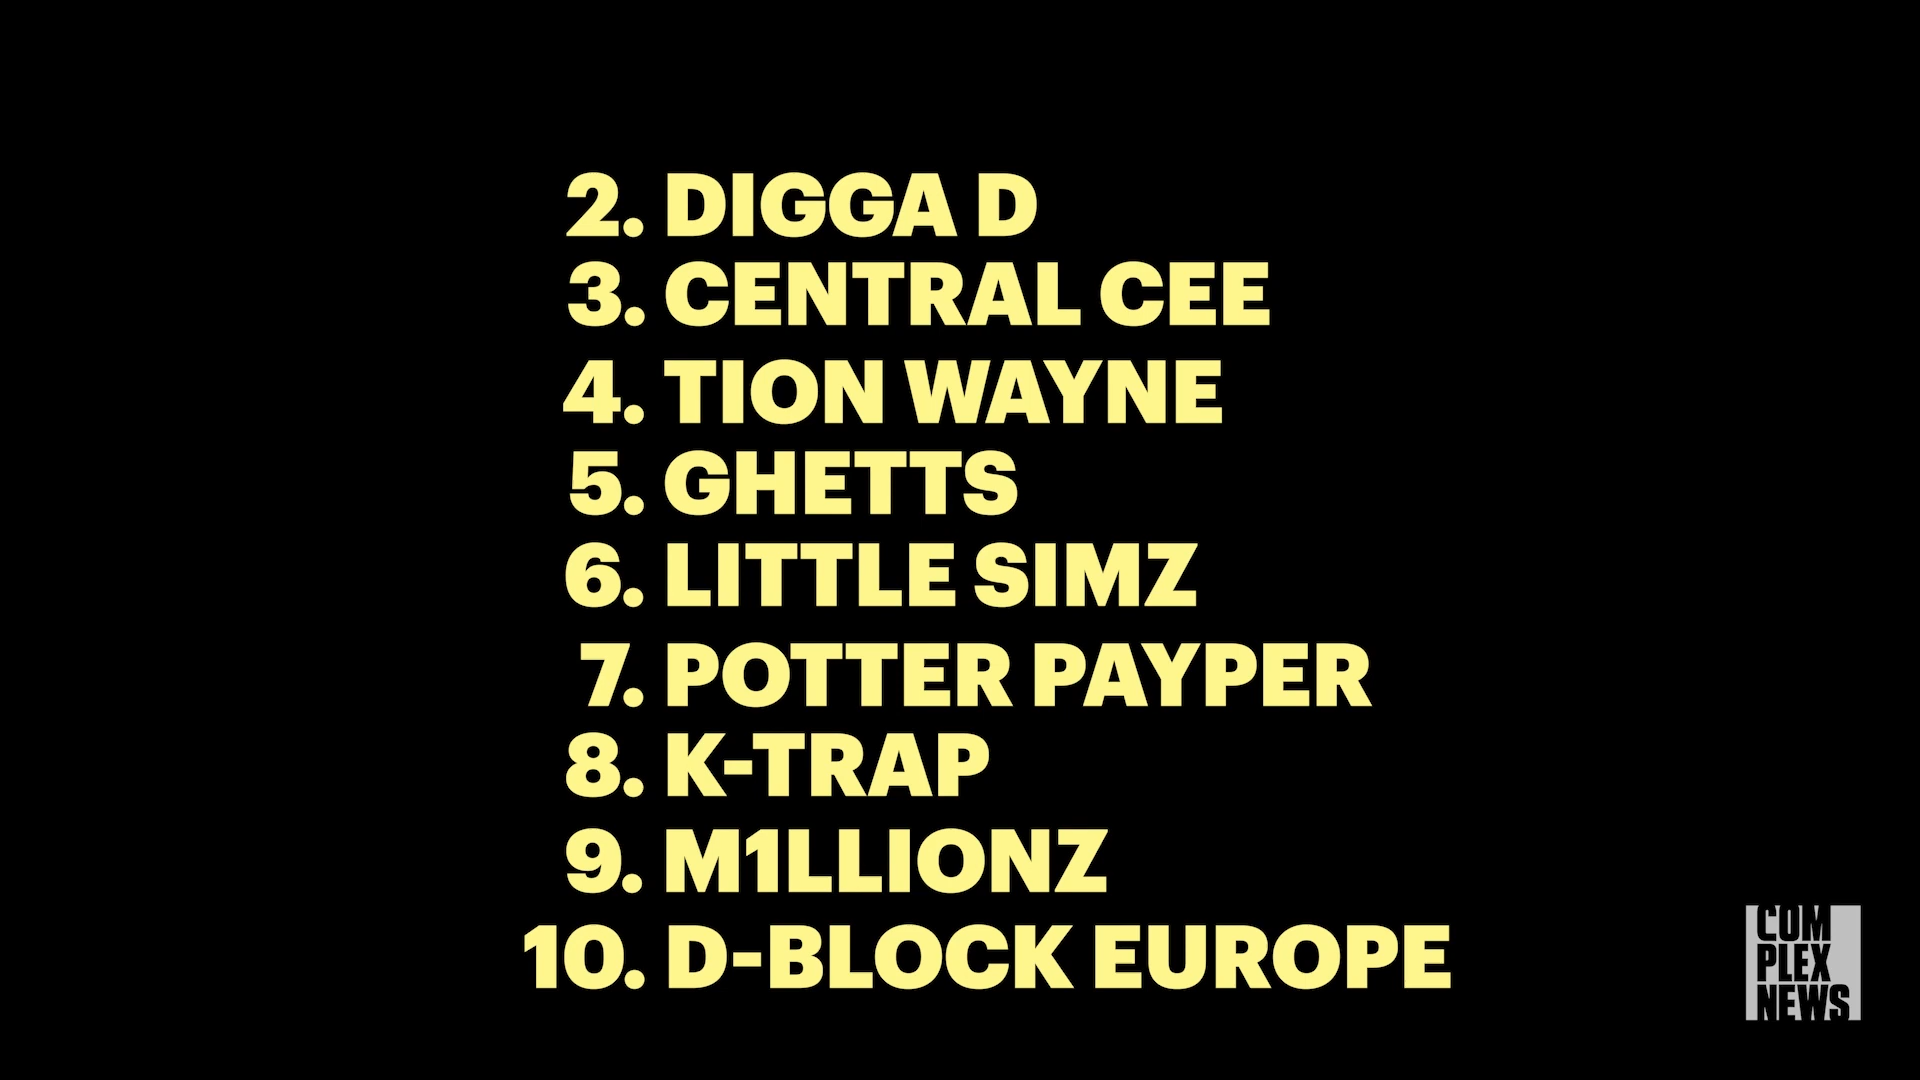 2. DIGGA D
3. CENTRAL CEE
4. TION WAYNE
5. GHETTS
6. LITTLE SIMZ
7. POTTER PAYPER
8. K-TRAP
9. M1LLIONZ
10. D-BLOCK EUROPE
COM
PLEX
NEWS